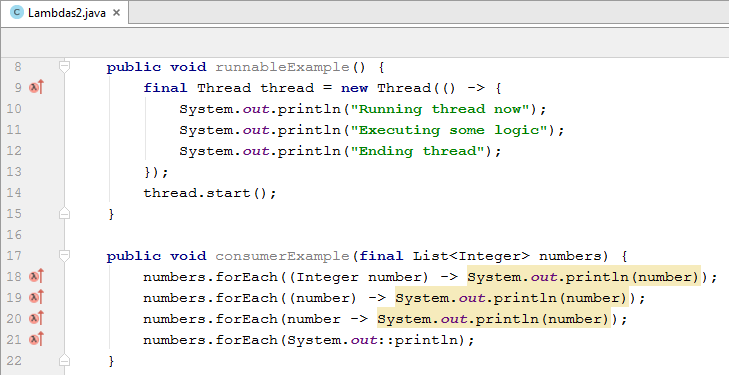 Lambdas2.java
8 public void runnableExample() {
9 final Thread thread = new Thread(() -> {
10 System.out.println("Running thread now");
11 System.out.println("Executing some logic");
12 System.out.println("Ending thread");
13 });
14 thread.start();
15 }
16
17 public void consumerExample(final List<Integer> numbers) {
18 numbers.forEach((Integer number) -> System.out.println(number));
19 numbers.forEach((number) -> System.out.println(number));
20 numbers.forEach(number -> System.out.println(number));
21 numbers.forEach(System.out::println);
22 }